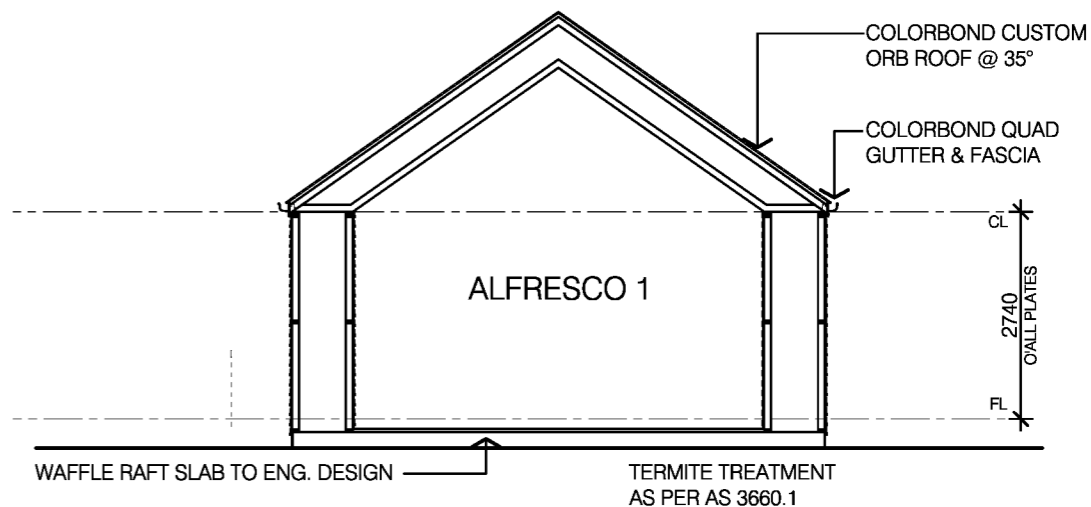 COLORBOND CUSTOM
ORB ROOF @ 35°
COLORBOND QUAD
GUTTER & FASCIA
CL
ALFRESCO 1
2740
O'ALL PLATES
FL
WAFFLE RAFT SLAB TO ENG. DESIGN
TERMITE TREATMENT
AS PER AS 3660.1